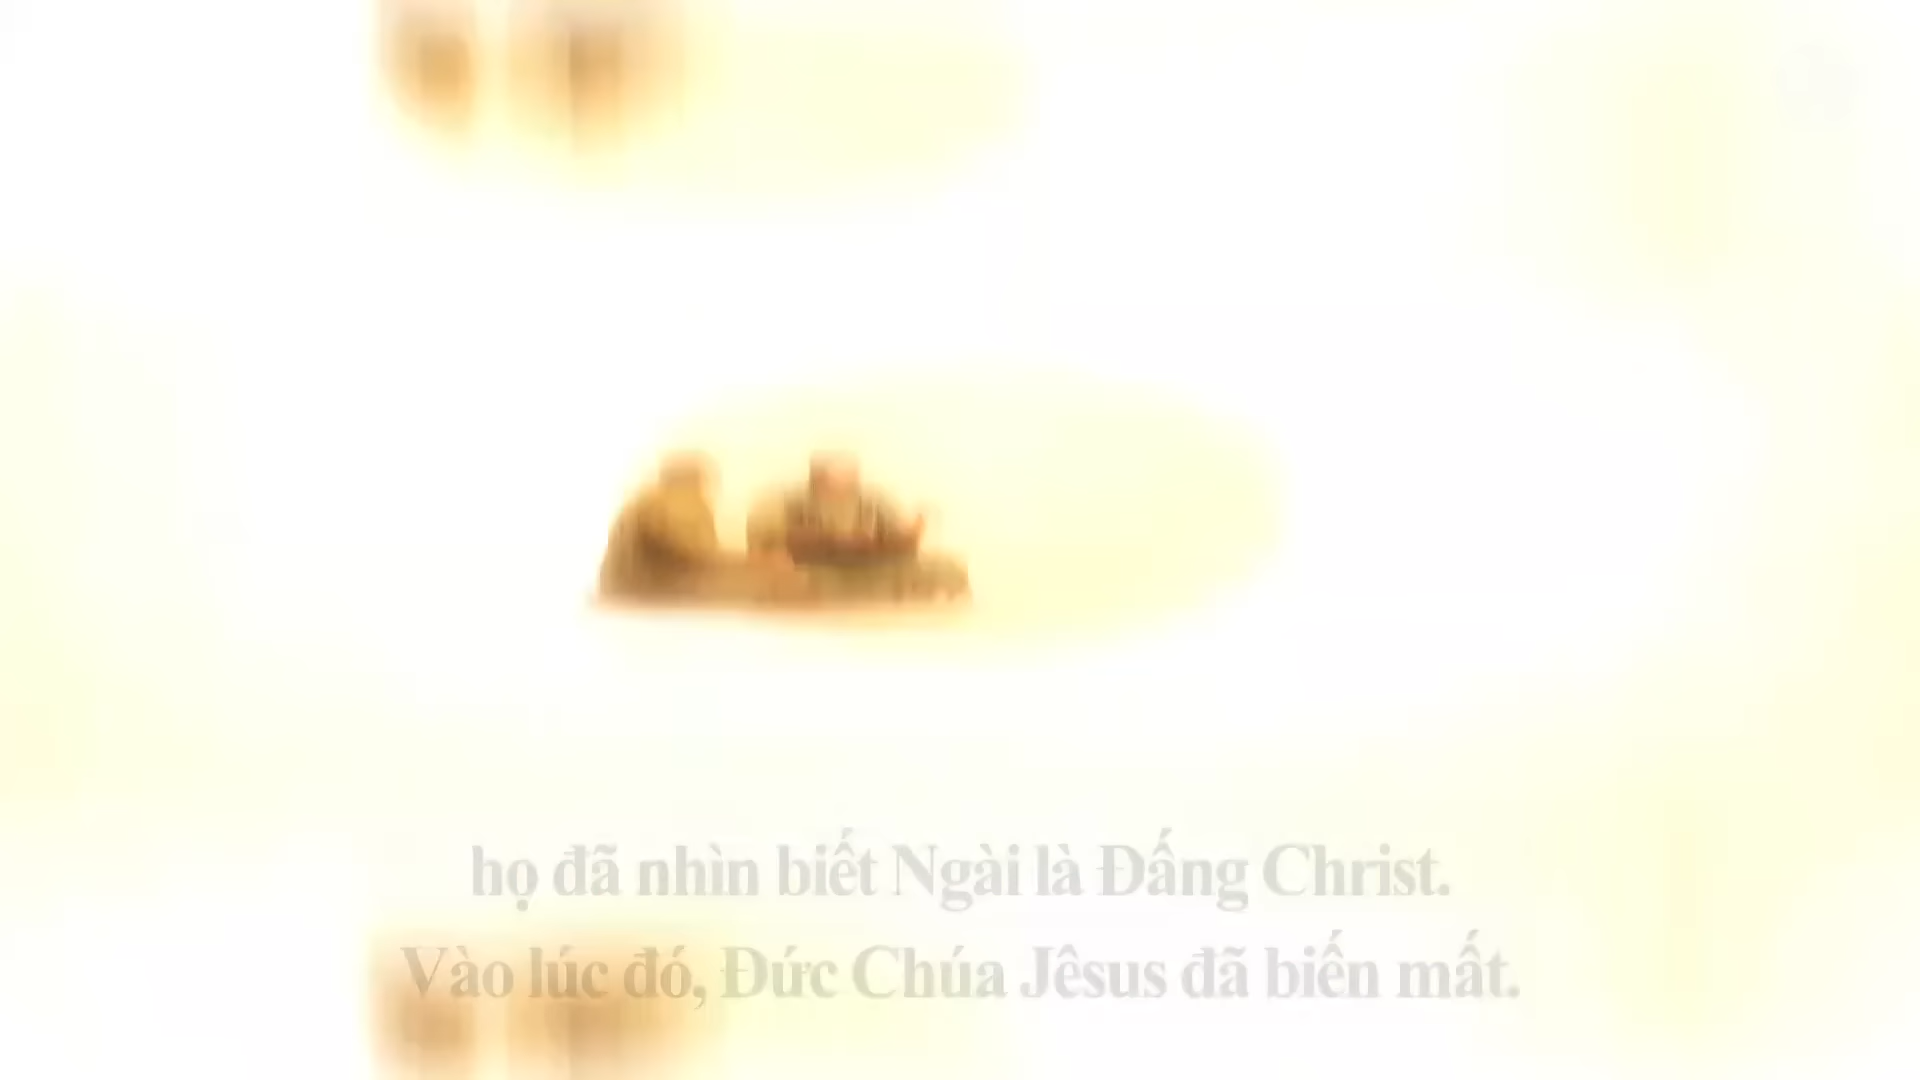 họ đã nhìn biết Ngài là Đấng Christ.
Vào lúc đó, Đức Chúa Jêsus đã biến mất.